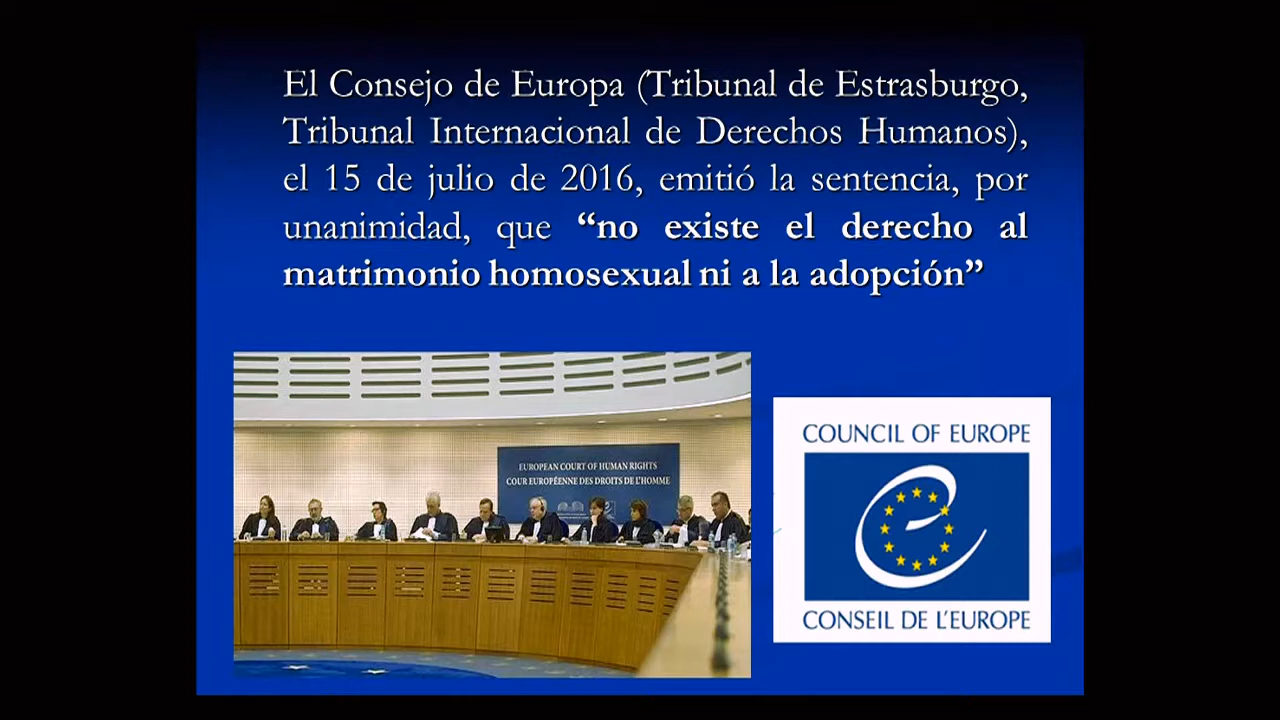 El Consejo de Europa (Tribunal de Estrasburgo,
Tribunal Internacional de Derechos Humanos),
el 15 de julio de 2016, emitió la sentencia, por
unanimidad, que “no existe el derecho al
matrimonio homosexual ni a la adopción”
EUROPEAN COURT OF HUMAN RIGHTS
COUR EUROPÉENNE DES DROITS DE L'HOMME
COUNCIL OF EUROPE
CONSEIL DE L'EUROPE